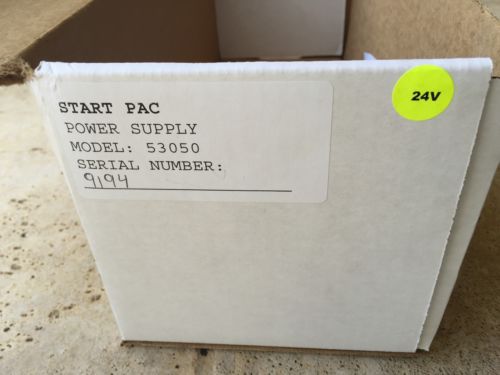 START PAC
POWER SUPPLY
MODEL: 53050
SERIAL NUMBER:
9194
24V